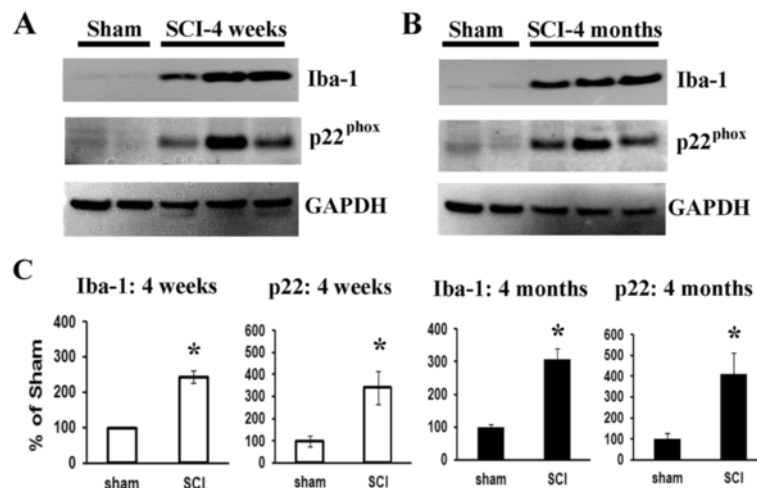 A
Sham SCI-4 weeks
Iba-1
p22phox
GAPDH
B
Sham SCI-4 months
Iba-1
p22phox
GAPDH
C
Iba-1: 4 weeks p22: 4 weeks Iba-1: 4 months p22: 4 months
% of Sham
400
300
200
100
0
sham SCI
600
500
400
300
200
100
0
sham SCI
400
300
200
100
0
sham SCI
600
500
400
300
200
100
0
sham SCI
*
*
*
*